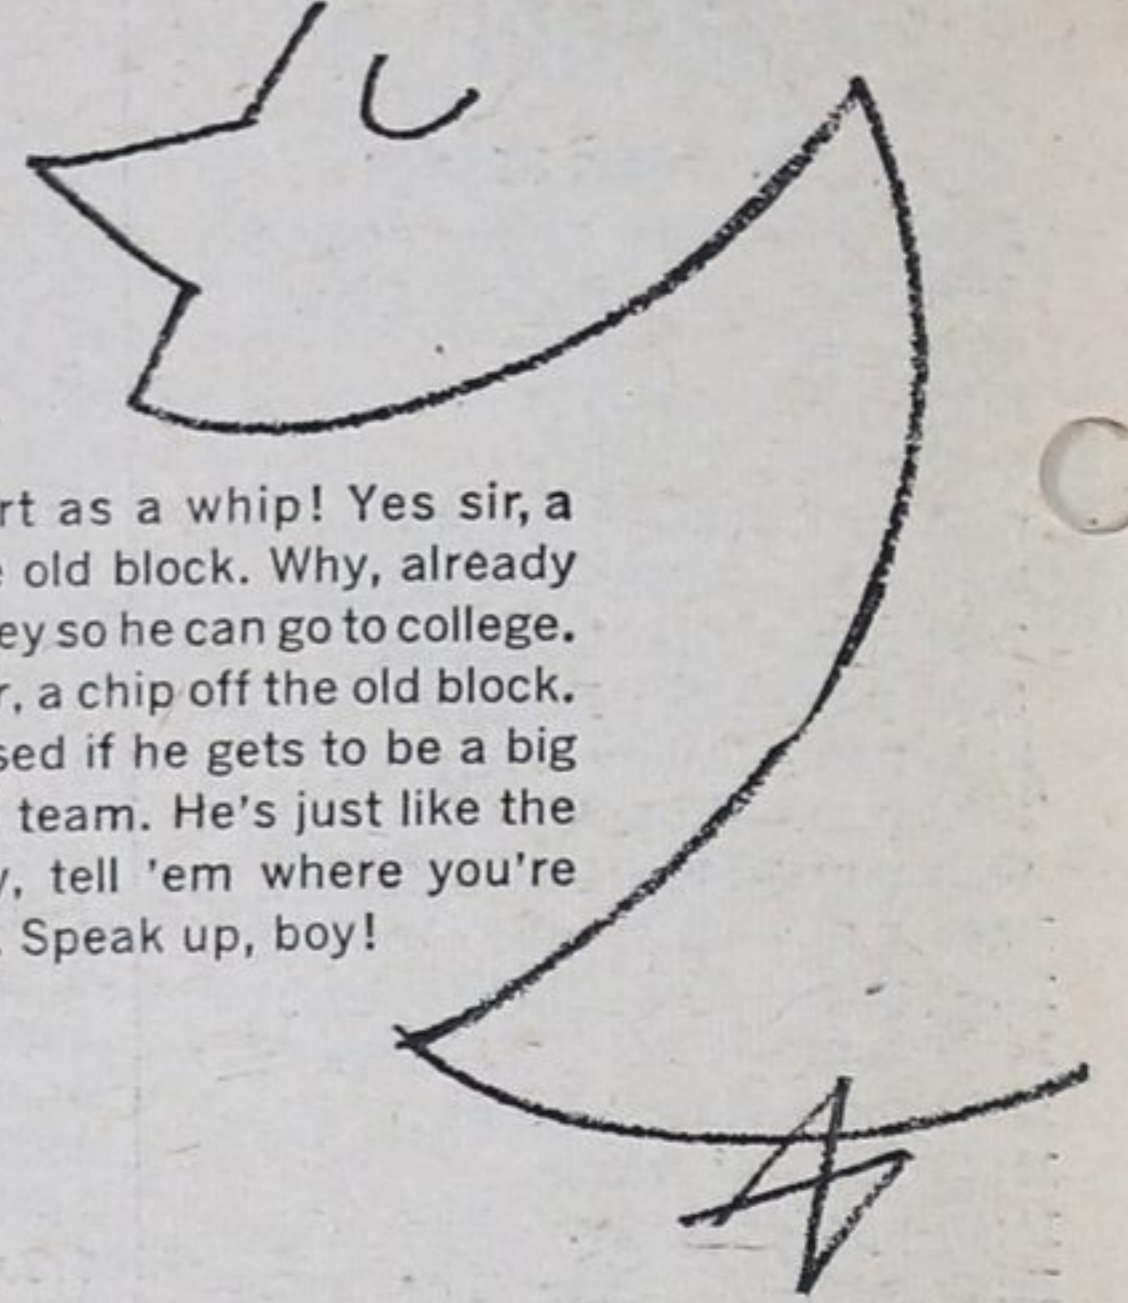 rt as a whip! Yes sir, a
e old block. Why, already
ey so he can go to college.
r, a chip off the old block.
sed if he gets to be a big
team. He's just like the
y, tell 'em where you're
. Speak up, boy!